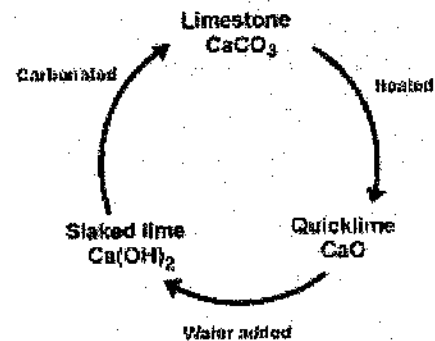 Limestone
CaCO₃
Carbonated
Heated
Slaked lime
Ca(OH)₂
Quicklime
CaO
Water added